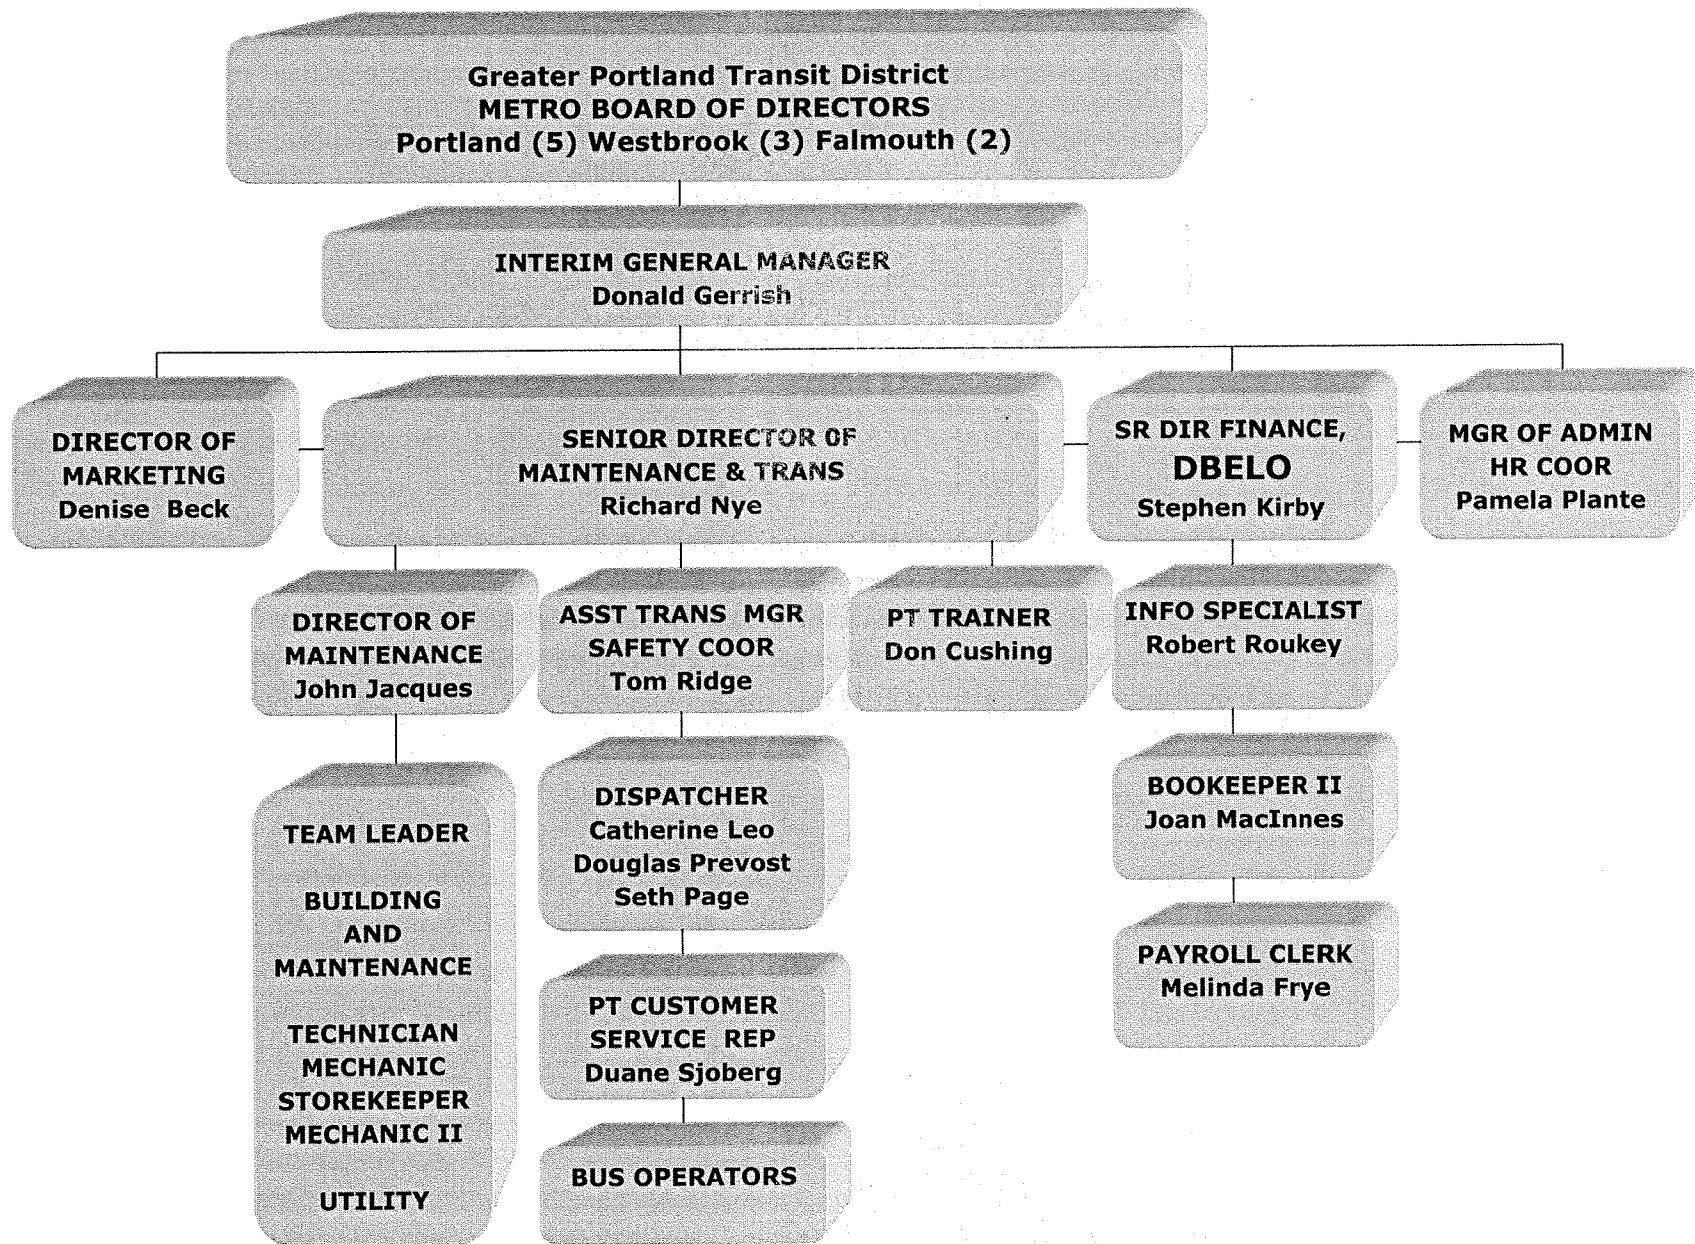 Greater Portland Transit District
METRO BOARD OF DIRECTORS
Portland (5) Westbrook (3) Falmouth (2)
INTERIM GENERAL MANAGER
Donald Gerrish
DIRECTOR OF
MARKETING
Denise Beck
SENIOR DIRECTOR OF
MAINTENANCE & TRANS
Richard Nye
SR DIR FINANCE,
DBELO
Stephen Kirby
MGR OF ADMIN
HR COOR
Pamela Plante
DIRECTOR OF
MAINTENANCE
John Jacques
ASST TRANS MGR
SAFETY COOR
Tom Ridge
PT TRAINER
Don Cushing
INFO SPECIALIST
Robert Roukey
TEAM LEADER
BUILDING
AND
MAINTENANCE
TECHNICIAN
MECHANIC
STOREKEEPER
MECHANIC II
UTILITY
DISPATCHER
Catherine Leo
Douglas Prevost
Seth Page
PT CUSTOMER
SERVICE REP
Duane Sjoberg
BUS OPERATORS
BOOKEEPER II
Joan MacInnes
PAYROLL CLERK
Melinda Frye